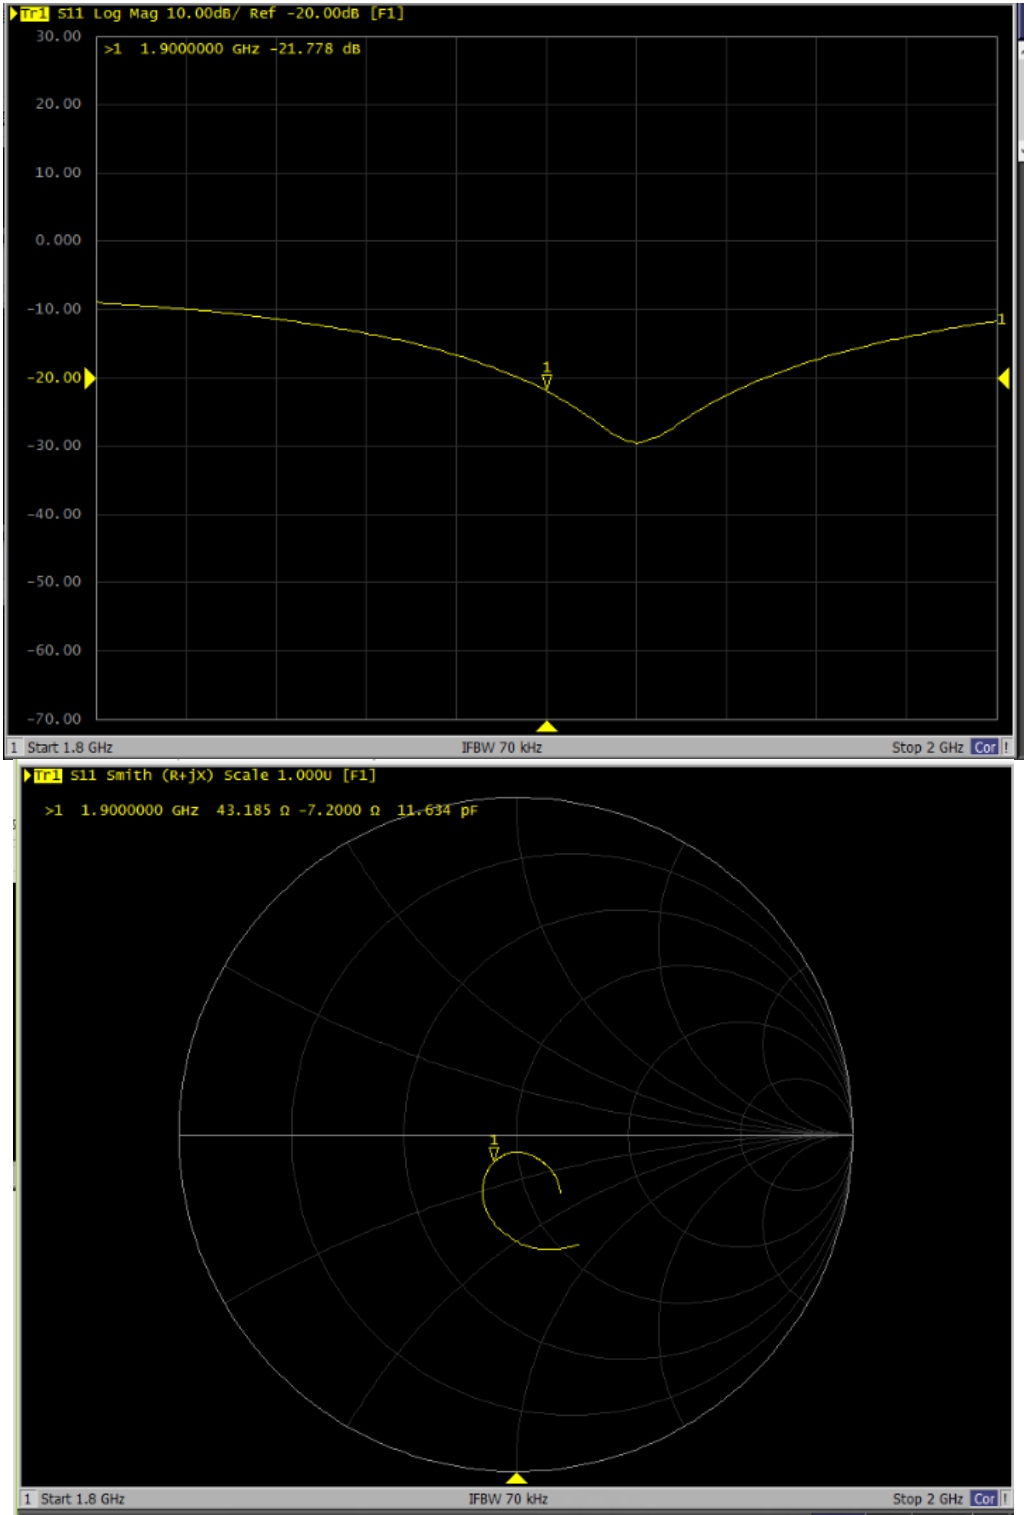 Tr1 S11 Log Mag 10.00dB/ Ref -20.00dB [F1]
30.00
>1 1.9000000 GHz -21.778 dB
20.00
10.00
0.000
-10.00
1
1
-20.00
-30.00
-40.00
-50.00
-60.00
-70.00
1 Start 1.8 GHz IFBW 70 kHz Stop 2 GHz Cor !
Tr1 S11 Smith (R+jX) Scale 1.000U [F1]
>1 1.9000000 GHz 43.185 Ω -7.2000 Ω 11.634 pF
1
1 Start 1.8 GHz IFBW 70 kHz Stop 2 GHz Cor !